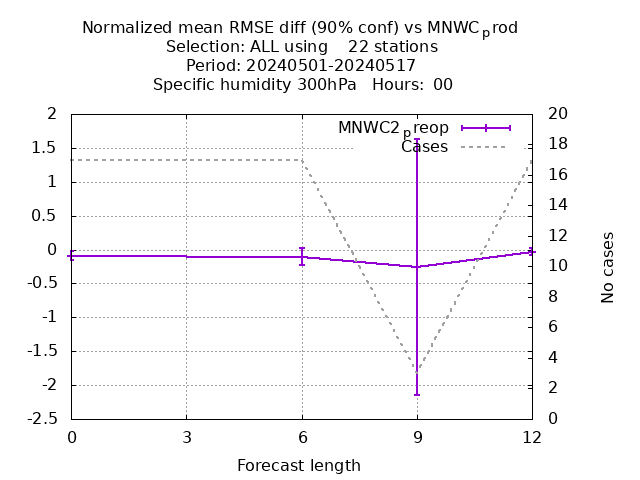 Normalized mean RMSE diff (90% conf) vs MNWCprod
Selection: ALL using 22 stations
Period: 20240501-20240517
Specific humidity 300hPa Hours: 00
2 20
MNWC2preop
18
1.5 Cases
16
1
14
0.5
12
0
10
-0.5
8
-1
6
-1.5
4
-2
2
-2.5 0
No cases
0 3 6 9 12
Forecast length